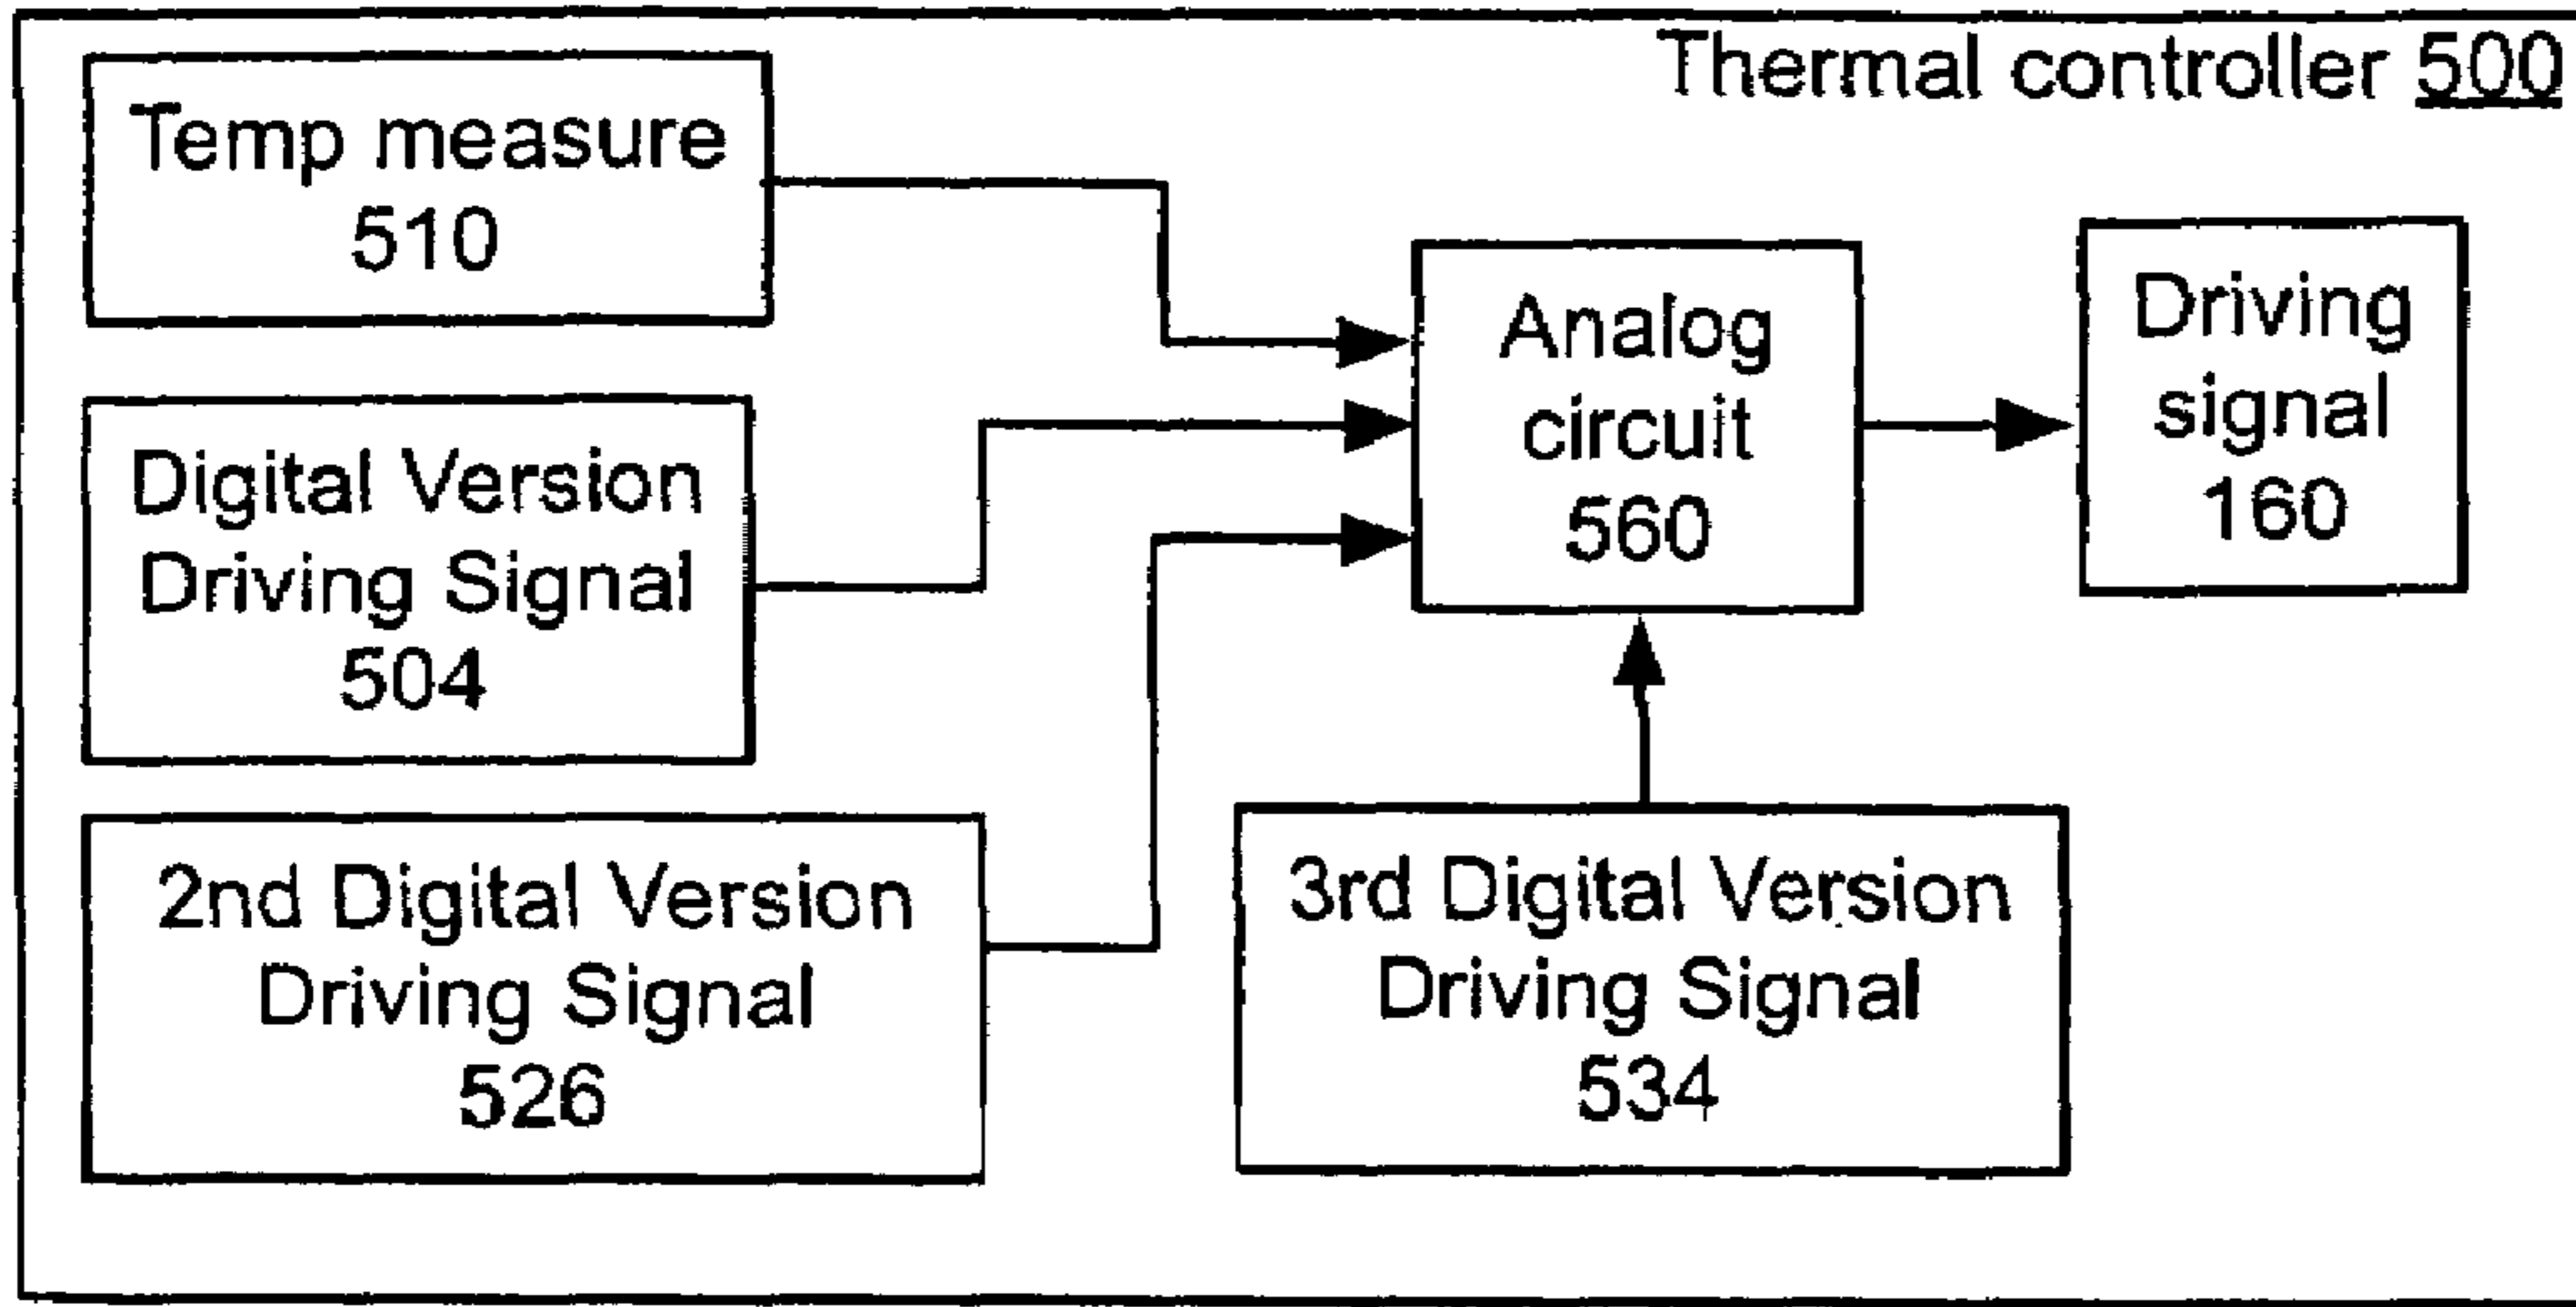 Thermal controller 500
Temp measure
510
Digital Version
Driving Signal
504
2nd Digital Version
Driving Signal
526
Analog
circuit
560
Driving
signal
160
3rd Digital Version
Driving Signal
534